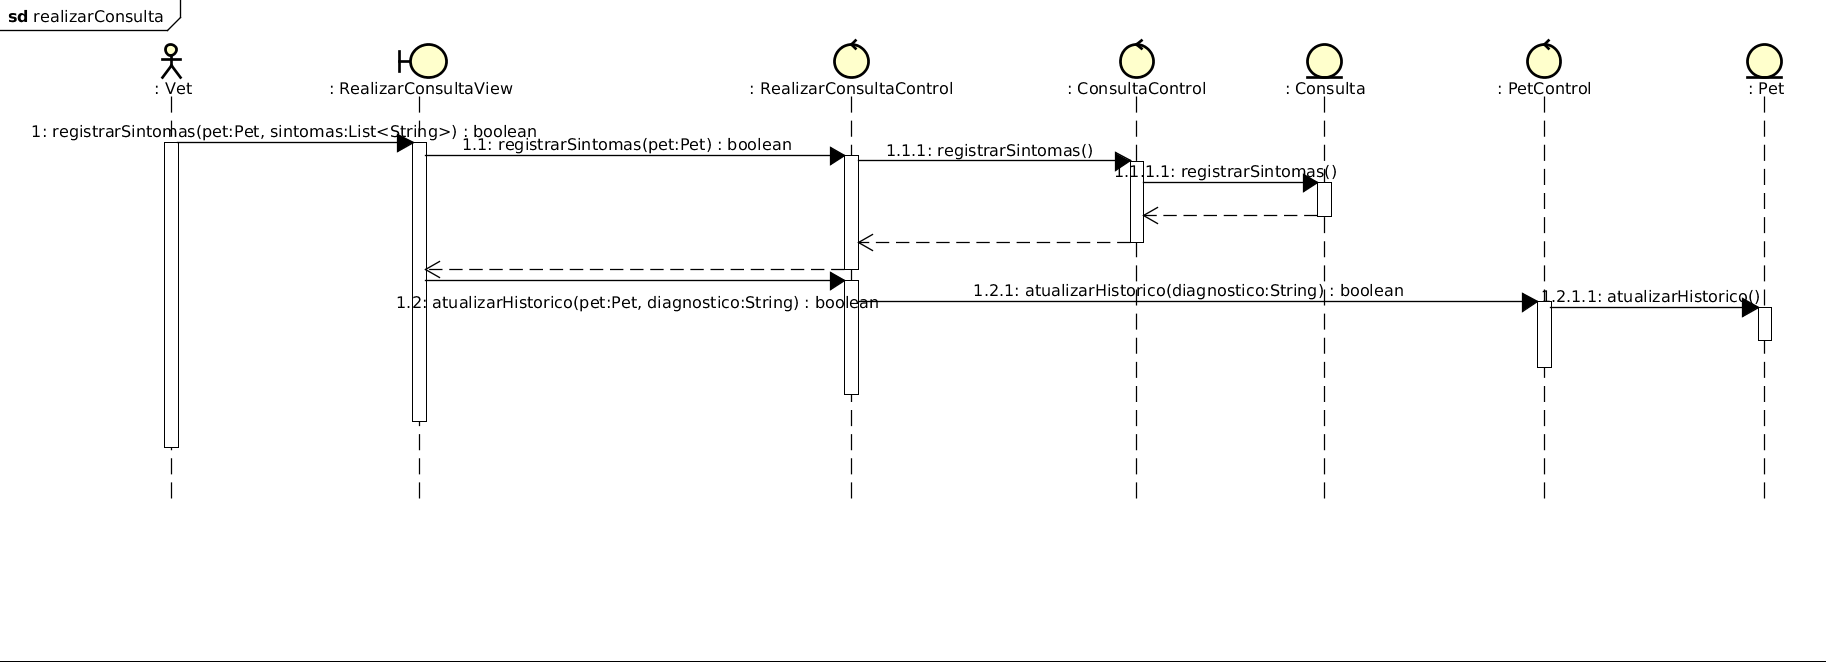 sd realizarConsulta
: Vet
: RealizarConsultaView
: RealizarConsultaControl
: ConsultaControl
: Consulta
: PetControl
: Pet
1: registrarSintomas(pet:Pet, sintomas:List<String>) : boolean
1.1: registrarSintomas(pet:Pet) : boolean
1.1.1: registrarSintomas()
1.1.1.1: registrarSintomas()
1.2: atualizarHistorico(pet:Pet, diagnostico:String) : boolean
1.2.1: atualizarHistorico(diagnostico:String) : boolean
1.2.1.1: atualizarHistorico()